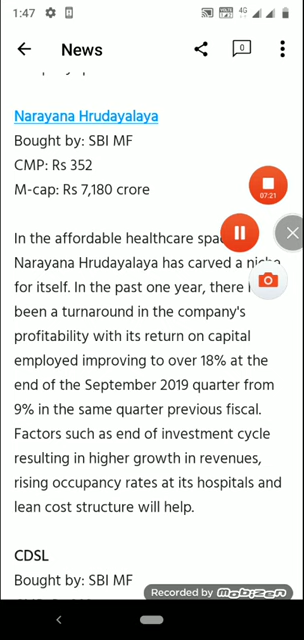 1:47
4G
News
0
Narayana Hrudayalaya
Bought by: SBI MF
CMP: Rs 352
M-cap: Rs 7,180 crore
07:21
In the affordable healthcare
Narayana Hrudayalaya has carved a niche
for itself. In the past one year, there
been a turnaround in the company's
profitability with its return on capital
employed improving to over 18% at the
end of the September 2019 quarter from
9% in the same quarter previous fiscal.
Factors such as end of investment cycle
resulting in higher growth in revenues,
rising occupancy rates at its hospitals and
lean cost structure will help.
CDSL
Bought by: SBI MF
Recorded by mobizen